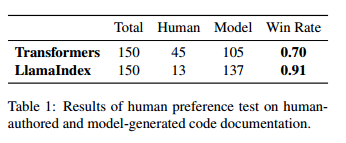 Total Human Model Win Rate
Transformers 150 45 105 0.70
LlamaIndex 150 13 137 0.91
Table 1: Results of human preference test on human-
authored and model-generated code documentation.